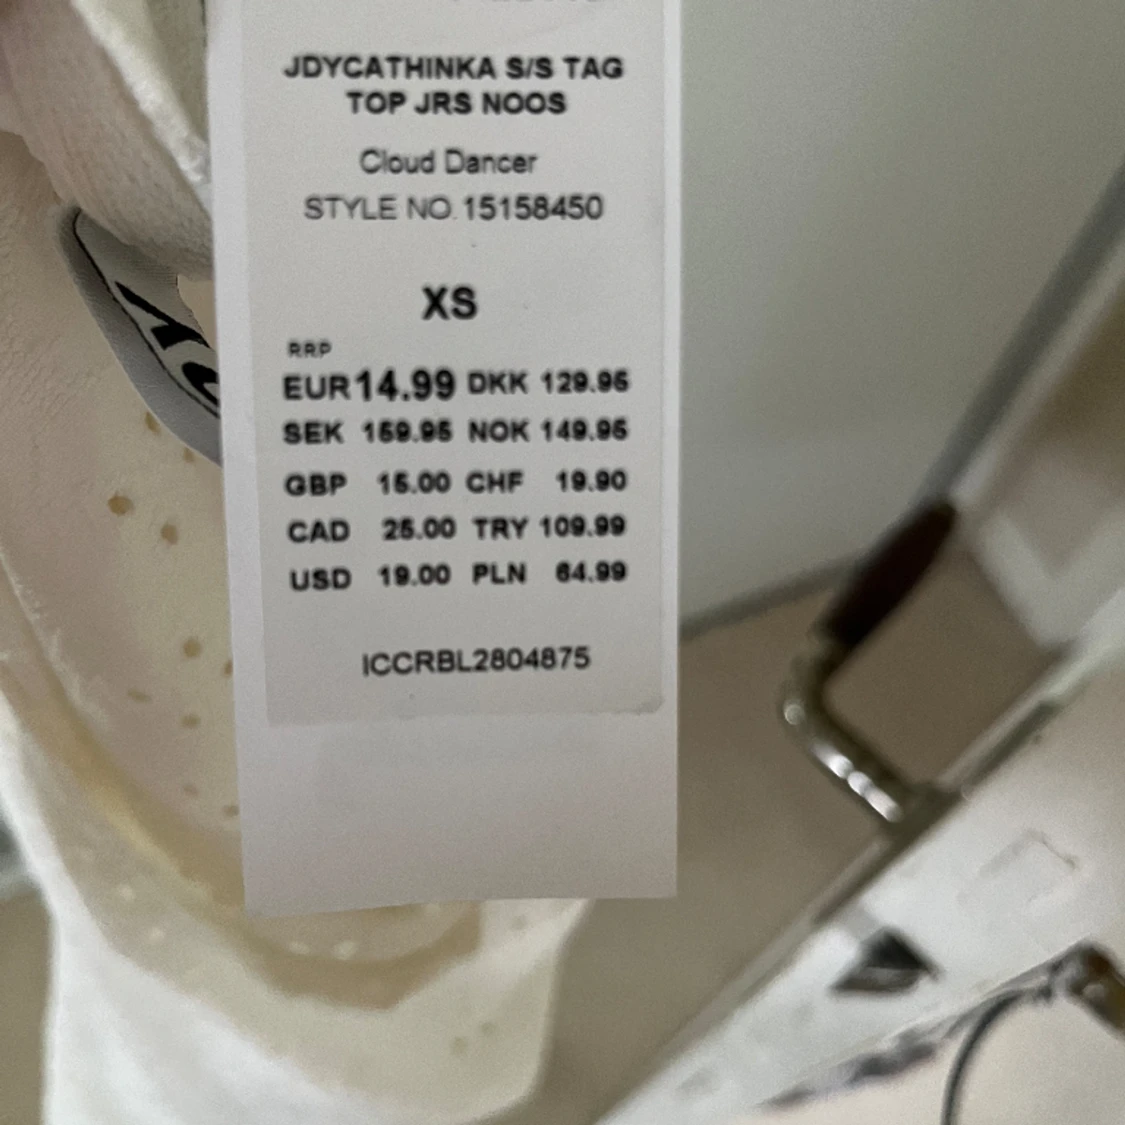 JDYCATHINKA S/S TAG
TOP JRS NOOS
Cloud Dancer
STYLE NO. 15158450
XS
RRP
EUR 14.99 DKK 129.95
SEK 159.95 NOK 149.95
GBP 15.00 CHF 19.90
CAD 25.00 TRY 109.99
USD 19.00 PLN 64.99
ICCRBL2804875